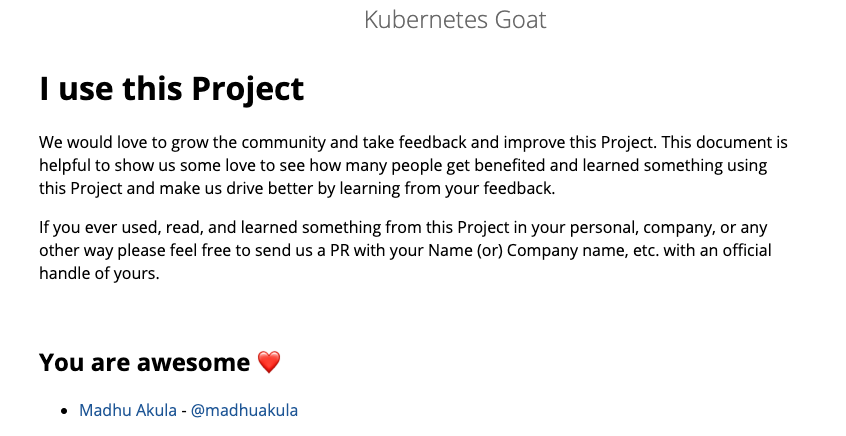 Kubernetes Goat
I use this Project
We would love to grow the community and take feedback and improve this Project. This document is
helpful to show us some love to see how many people get benefited and learned something using
this Project and make us drive better by learning from your feedback.
If you ever used, read, and learned something from this Project in your personal, company, or any
other way please feel free to send us a PR with your Name (or) Company name, etc. with an official
handle of yours.
You are awesome ❤️
• Madhu Akula - @madhuakula